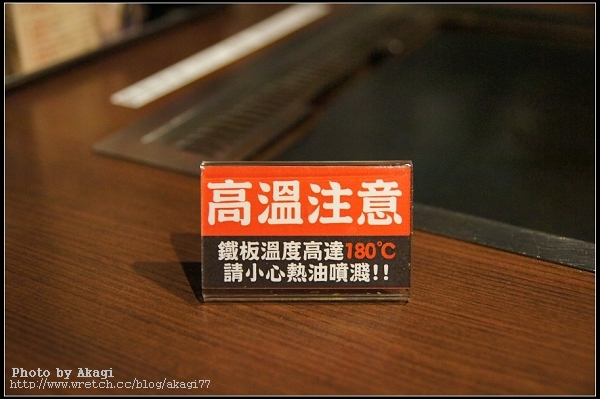 高溫注意
鐵板溫度高達180℃
請小心熱油噴濺!!
Photo by Akagi
http://www.wretch.cc/blog/akagi77